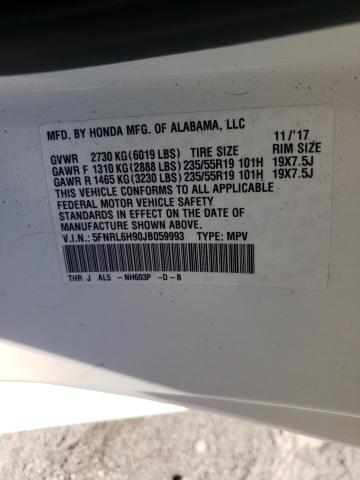 MFD. BY HONDA MFG. OF ALABAMA, LLC 11/'17
GVWR 2730 KG(6019 LBS) TIRE SIZE RIM SIZE
GAWR F 1310 KG(2888 LBS) 235/55R19 101H 19X7.5J
GAWR R 1465 KG(3230 LBS) 235/55R19 101H 19X7.5J
THIS VEHICLE CONFORMS TO ALL APPLICABLE
FEDERAL MOTOR VEHICLE SAFETY
STANDARDS IN EFFECT ON THE DATE OF
MANUFACTURE SHOWN ABOVE.
V.I.N.: 5FNRL6H90JB059993 TYPE: MPV
THR J AL5 -NH603P -D-B